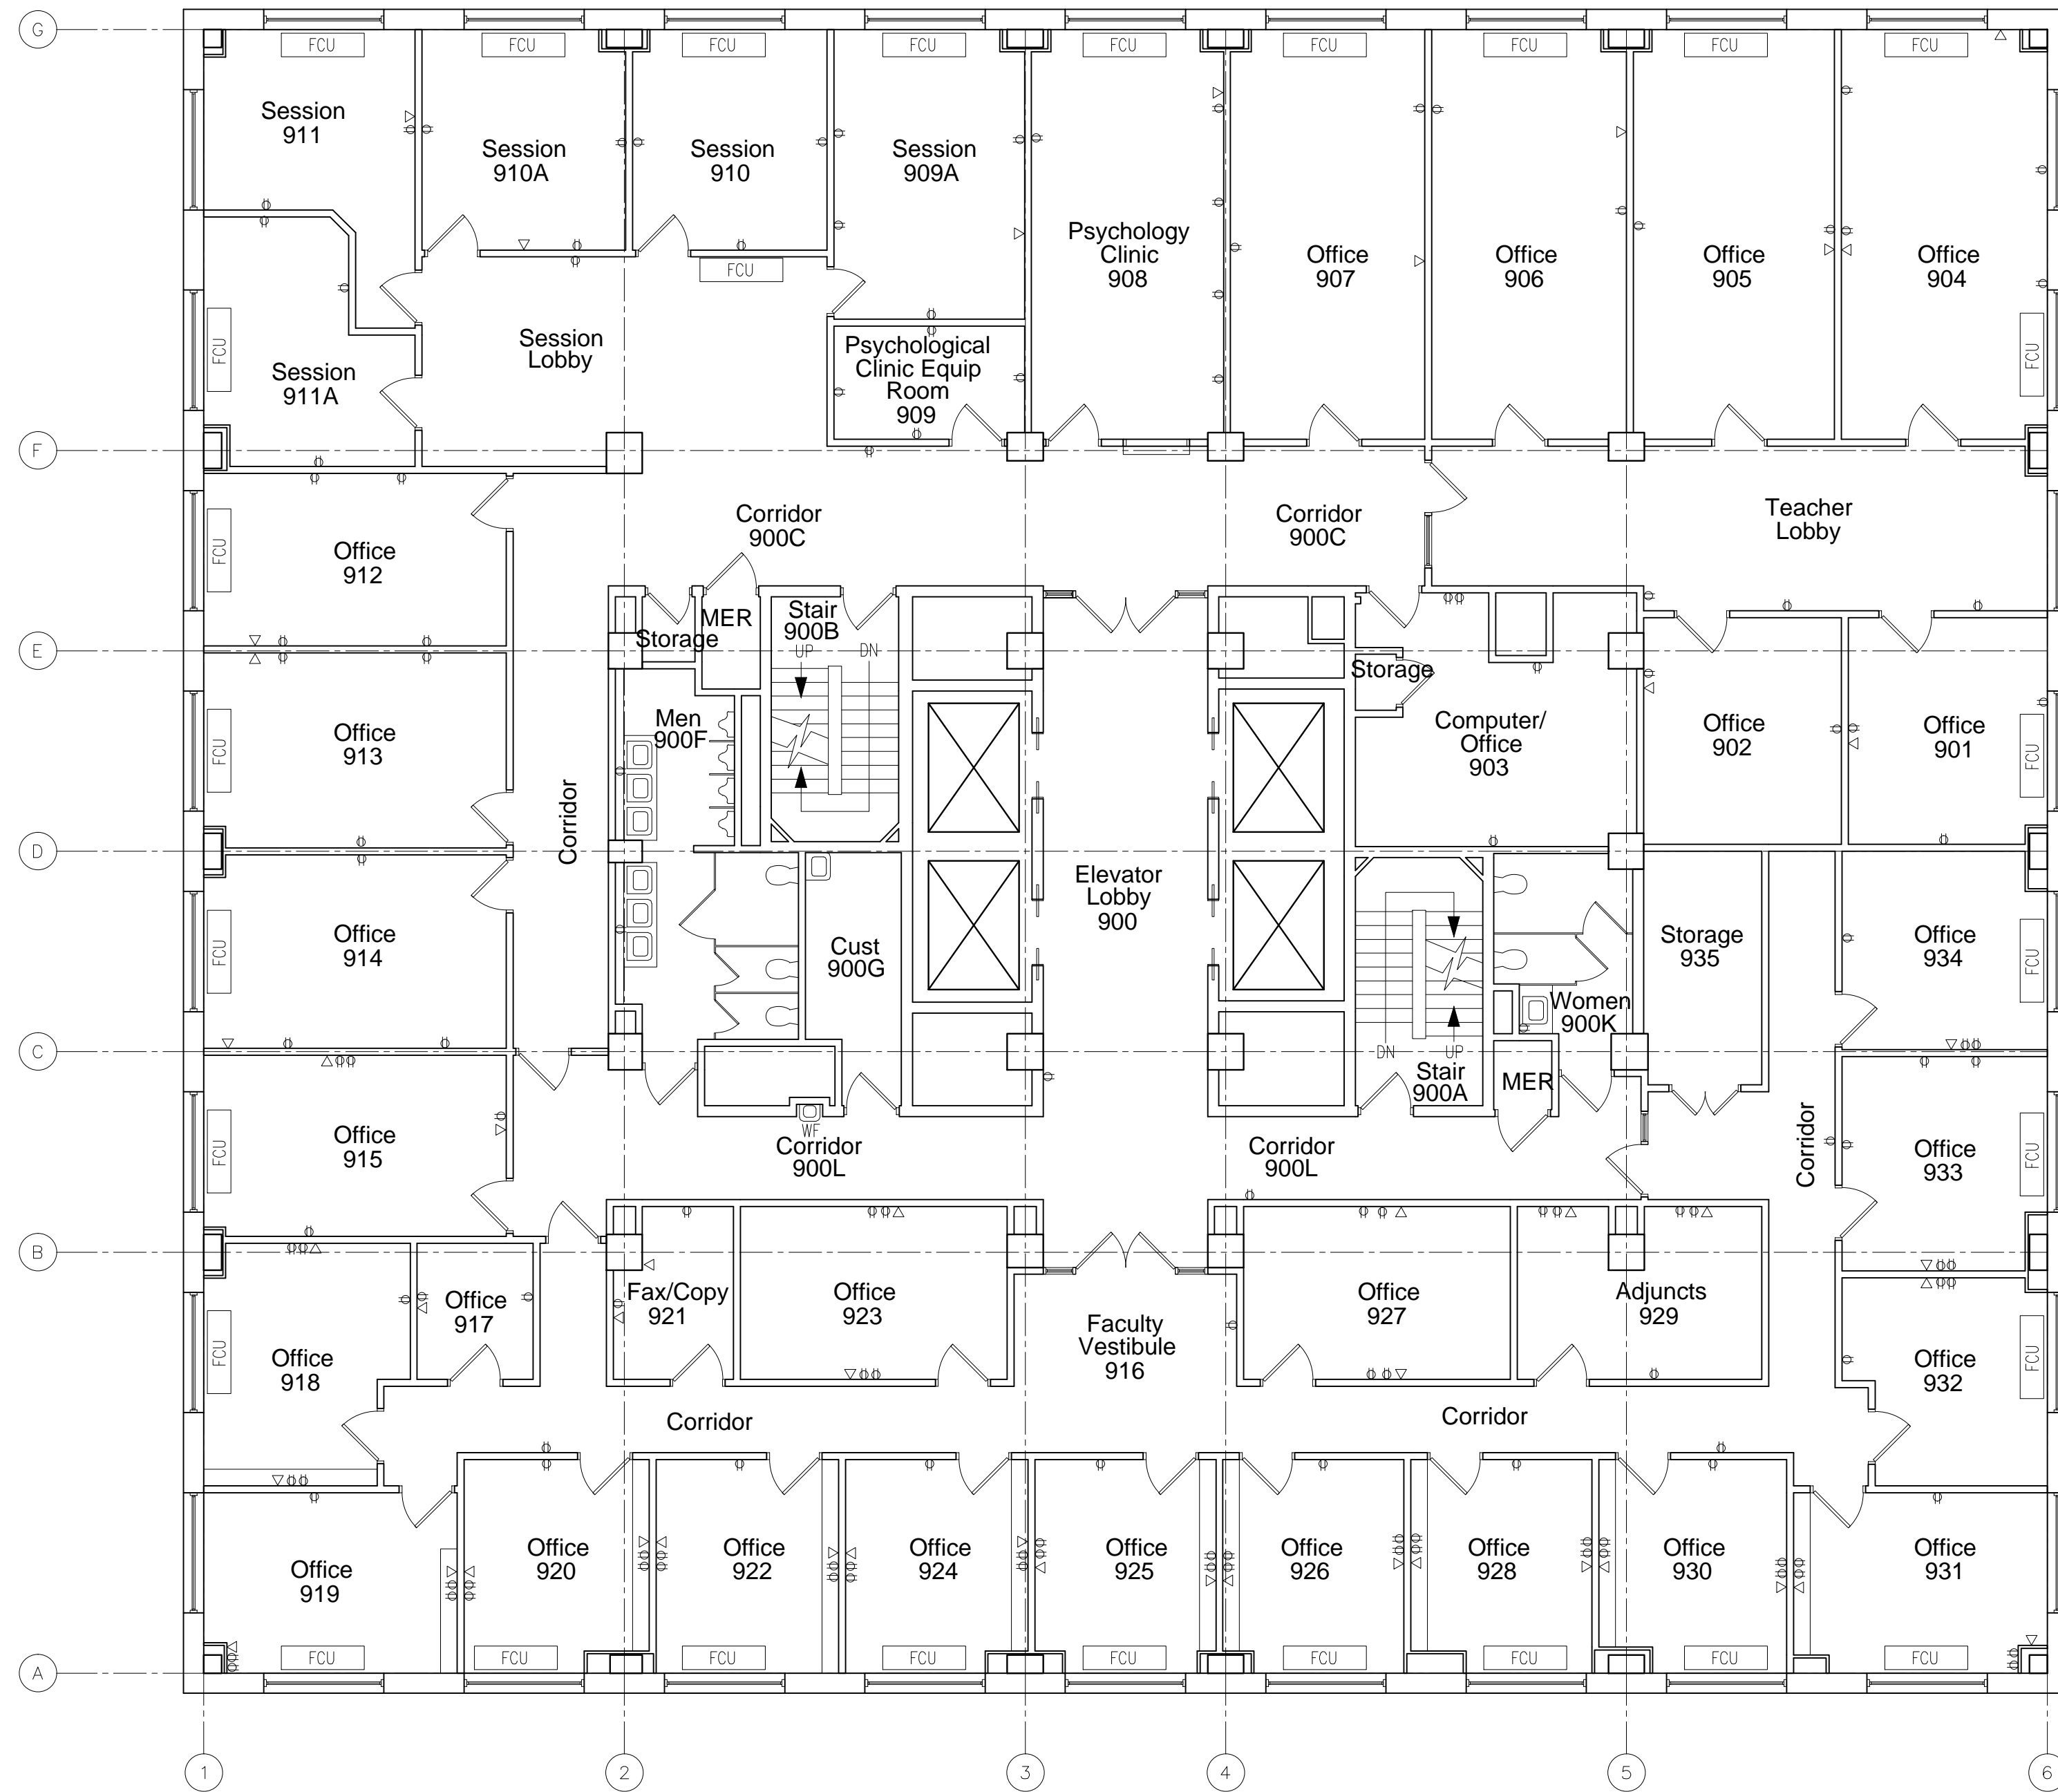 G
FCU
FCU
FCU
FCU
FCU
FCU
FCU
FCU
FCU
Session
911
Session
910A
Session
910
Session
909A
Psychology
Clinic
908
Office
907
Office
906
Office
905
Office
904
FCU
FCU
FCU
Session
911A
Session
Lobby
Psychological
Clinic Equip
Room
909
F
Corridor
900C
Corridor
900C
Teacher
Lobby
FCU
Office
912
Storage
MER
Stair
900B
UP
DN
E
Storage
FCU
Office
913
Men
900F
Computer/
Office
903
Office
902
Office
901
FCU
Corridor
D
FCU
Office
914
Cust
900G
Elevator
Lobby
900
Storage
935
Office
934
FCU
Women
900K
C
DN
UP
Stair
900A
MER
FCU
Office
915
WF
Corridor
900L
Corridor
900L
Corridor
Office
933
FCU
B
FCU
Office
918
Office
917
Fax/Copy
921
Office
923
Faculty
Vestibule
916
Office
927
Adjuncts
929
Office
932
FCU
Corridor
Corridor
Office
919
Office
920
Office
922
Office
924
Office
925
Office
926
Office
928
Office
930
Office
931
FCU
FCU
FCU
FCU
FCU
FCU
FCU
FCU
FCU
A
1
2
3
4
5
6